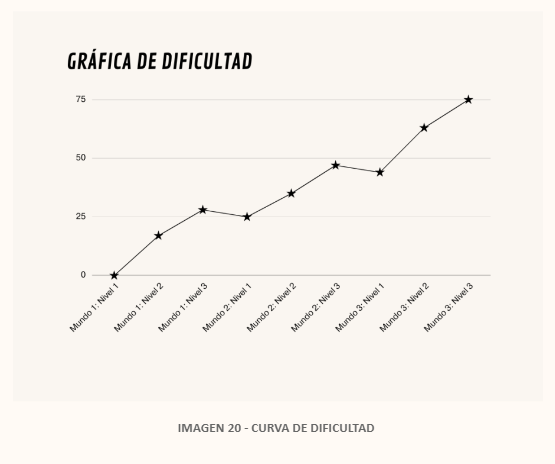 GRÁFICA DE DIFICULTAD
75
50
25
0
Mundo 1: Nivel 1
Mundo 1: Nivel 2
Mundo 1: Nivel 3
Mundo 2: Nivel 1
Mundo 2: Nivel 2
Mundo 2: Nivel 3
Mundo 3: Nivel 1
Mundo 3: Nivel 2
Mundo 3: Nivel 3
IMAGEN 20 - CURVA DE DIFICULTAD